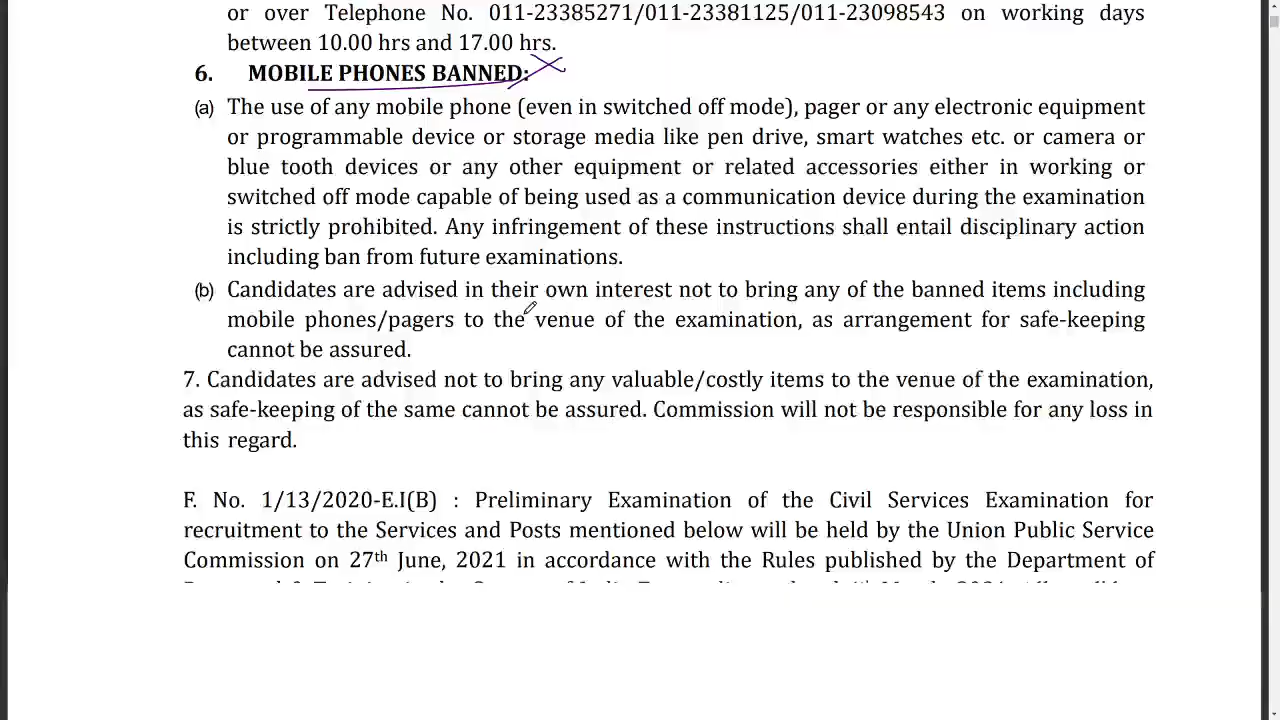 or over Telephone No. 011-23385271/011-23381125/011-23098543 on working days
between 10.00 hrs and 17.00 hrs.
6. MOBILE PHONES BANNED:
(a) The use of any mobile phone (even in switched off mode), pager or any electronic equipment
or programmable device or storage media like pen drive, smart watches etc. or camera or
blue tooth devices or any other equipment or related accessories either in working or
switched off mode capable of being used as a communication device during the examination
is strictly prohibited. Any infringement of these instructions shall entail disciplinary action
including ban from future examinations.
(b) Candidates are advised in their own interest not to bring any of the banned items including
mobile phones/pagers to the venue of the examination, as arrangement for safe-keeping
cannot be assured.
7. Candidates are advised not to bring any valuable/costly items to the venue of the examination,
as safe-keeping of the same cannot be assured. Commission will not be responsible for any loss in
this regard.
F. No. 1/13/2020-E.I(B) : Preliminary Examination of the Civil Services Examination for
recruitment to the Services and Posts mentioned below will be held by the Union Public Service
Commission on 27th June, 2021 in accordance with the Rules published by the Department of